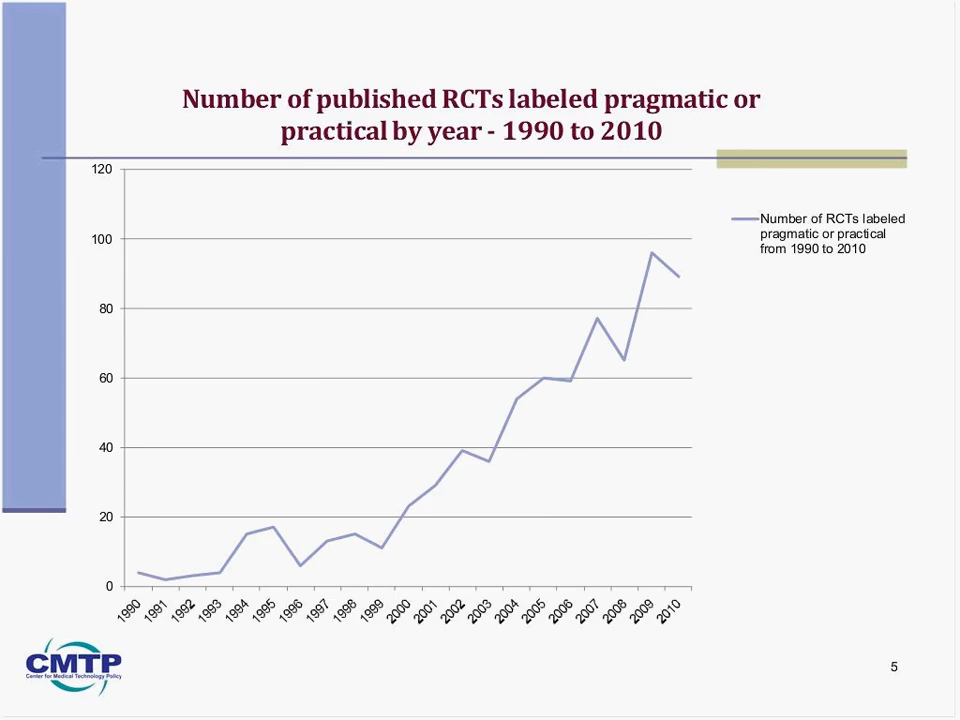 Number of published RCTs labeled pragmatic or
practical by year - 1990 to 2010
120
100
80
60
40
20
0
1990 1991 1992 1993 1994 1995 1996 1997 1998 1999 2000 2001 2002 2003 2004 2005 2006 2007 2008 2009 2010
Number of RCTs labeled
pragmatic or practical
from 1990 to 2010
CMTP
Center for Medical Technology Policy
5